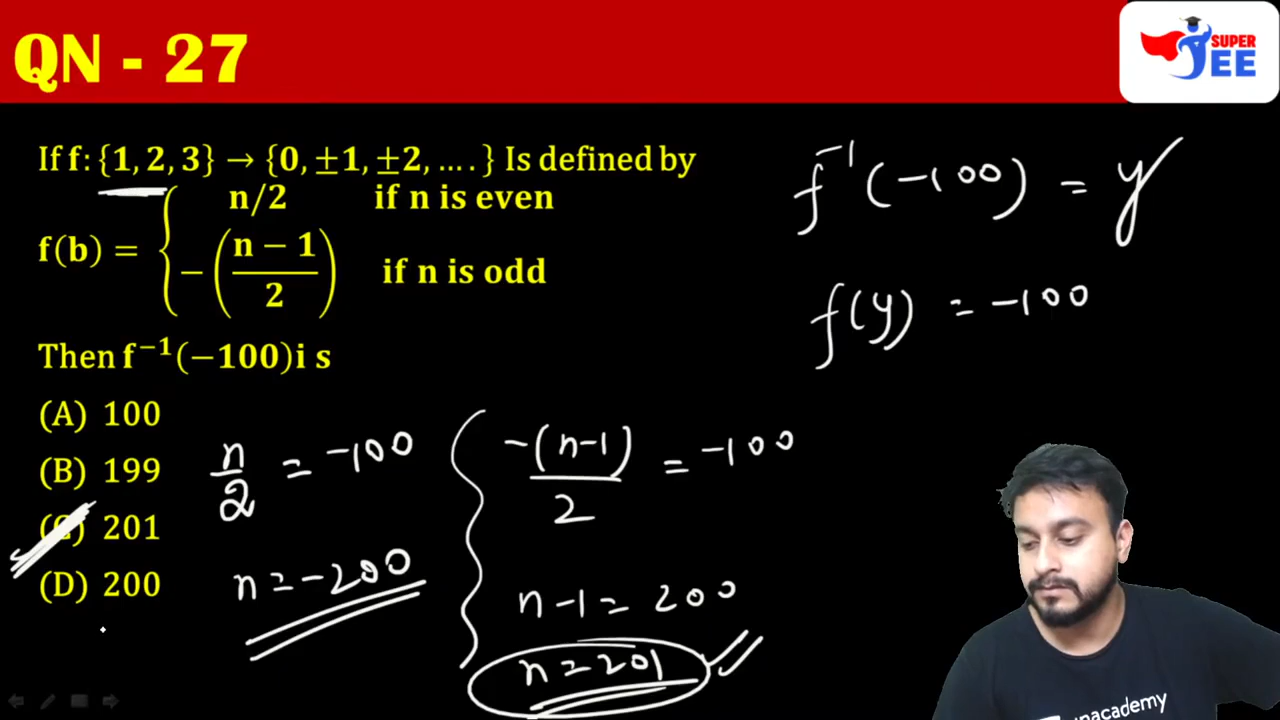 QN - 27
SUPER
JEE
If f: {1, 2, 3} → {0, ±1, ±2, .... } Is defined by
f(b) = { n/2 if n is even
−((n − 1)/2) if n is odd
Then f⁻¹(−100)i s
(A) 100
(B) 199
(C) 201
(D) 200
f⁻¹(-100) = y
f(y) = -100
n/2 = -100
n = -200
-(n-1)/2 = -100
n-1 = 200
n = 201
unacademy